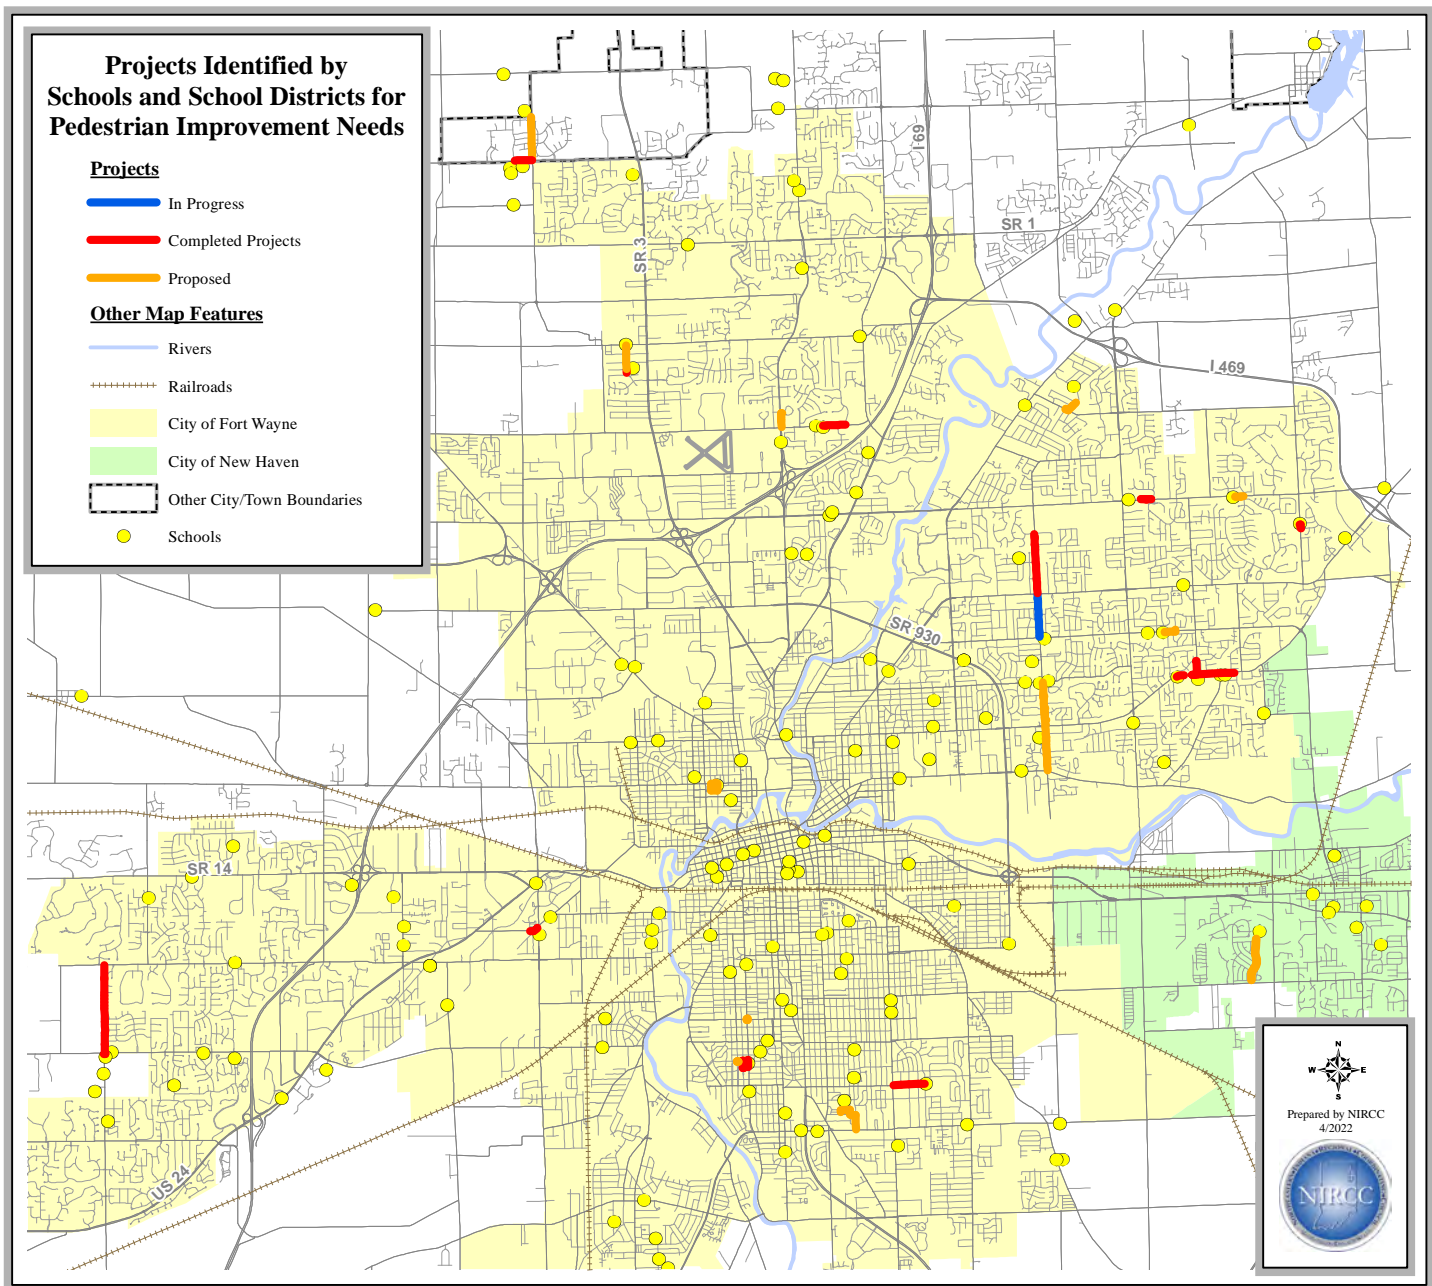 Projects Identified by
Schools and School Districts for
Pedestrian Improvement Needs
Projects
In Progress
Completed Projects
Proposed
Other Map Features
Rivers
Railroads
City of Fort Wayne
City of New Haven
Other City/Town Boundaries
Schools
I 69
SR 1
SR 3
I 469
SR 930
SR 14
US 24
N
W E
S
Prepared by NIRCC
4/2022
NIRCC